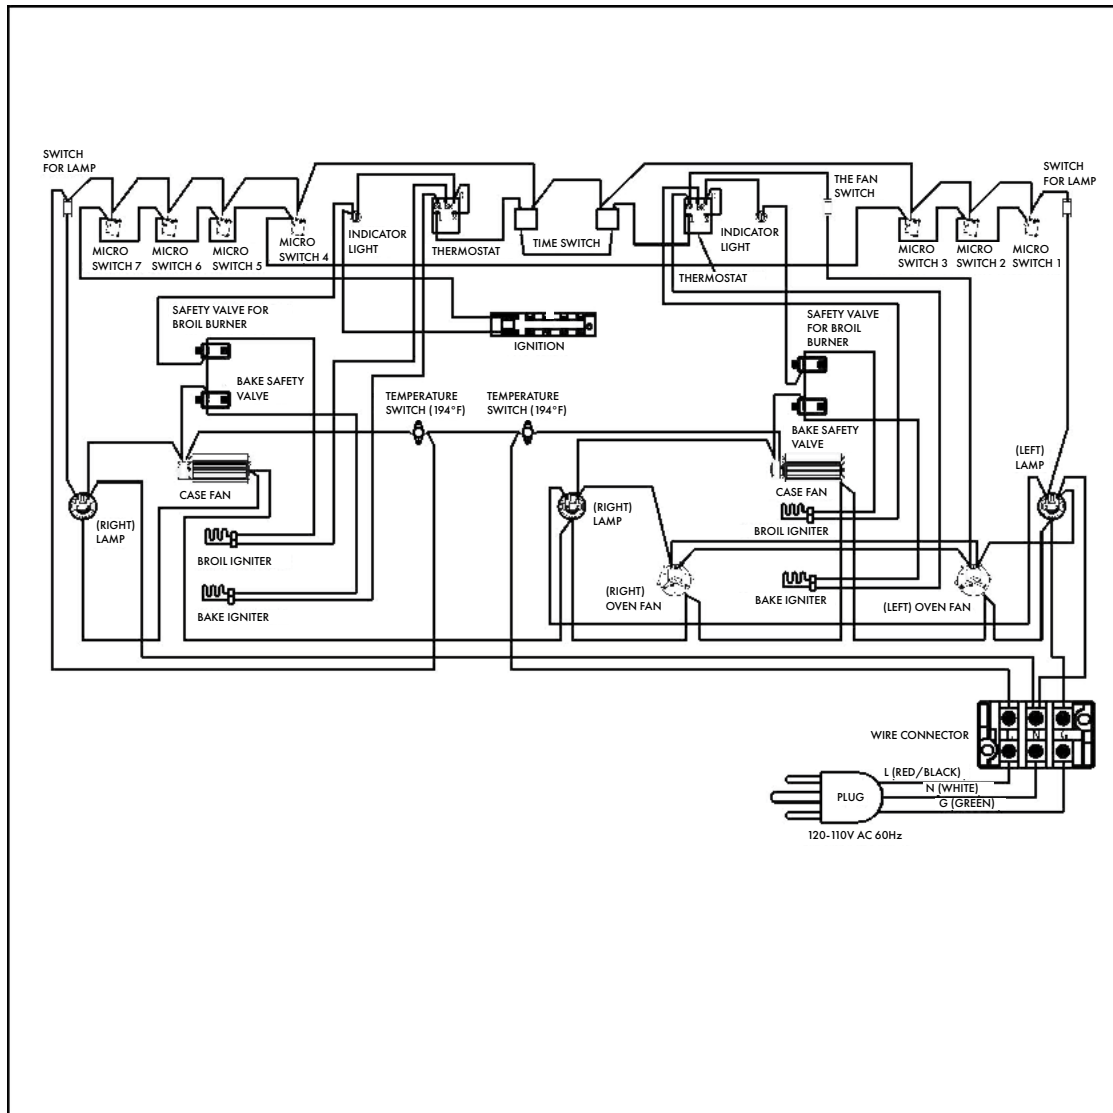 SWITCH
FOR LAMP
SWITCH
FOR LAMP
THE FAN
SWITCH
MICRO
SWITCH 7
MICRO
SWITCH 6
MICRO
SWITCH 5
MICRO
SWITCH 4
INDICATOR
LIGHT
THERMOSTAT
TIME SWITCH
THERMOSTAT
INDICATOR
LIGHT
MICRO
SWITCH 3
MICRO
SWITCH 2
MICRO
SWITCH 1
SAFETY VALVE FOR
BROIL BURNER
IGNITION
SAFETY VALVE
FOR BROIL
BURNER
BAKE SAFETY
VALVE
TEMPERATURE
SWITCH (194°F)
TEMPERATURE
SWITCH (194°F)
BAKE SAFETY
VALVE
(LEFT)
LAMP
CASE FAN
CASE FAN
(RIGHT)
LAMP
(RIGHT)
LAMP
BROIL IGNITER
BROIL IGNITER
BAKE IGNITER
(RIGHT)
OVEN FAN
BAKE IGNITER
(LEFT) OVEN FAN
WIRE CONNECTOR
L N G
L (RED/BLACK)
N (WHITE)
G (GREEN)
PLUG
120-110V AC 60Hz